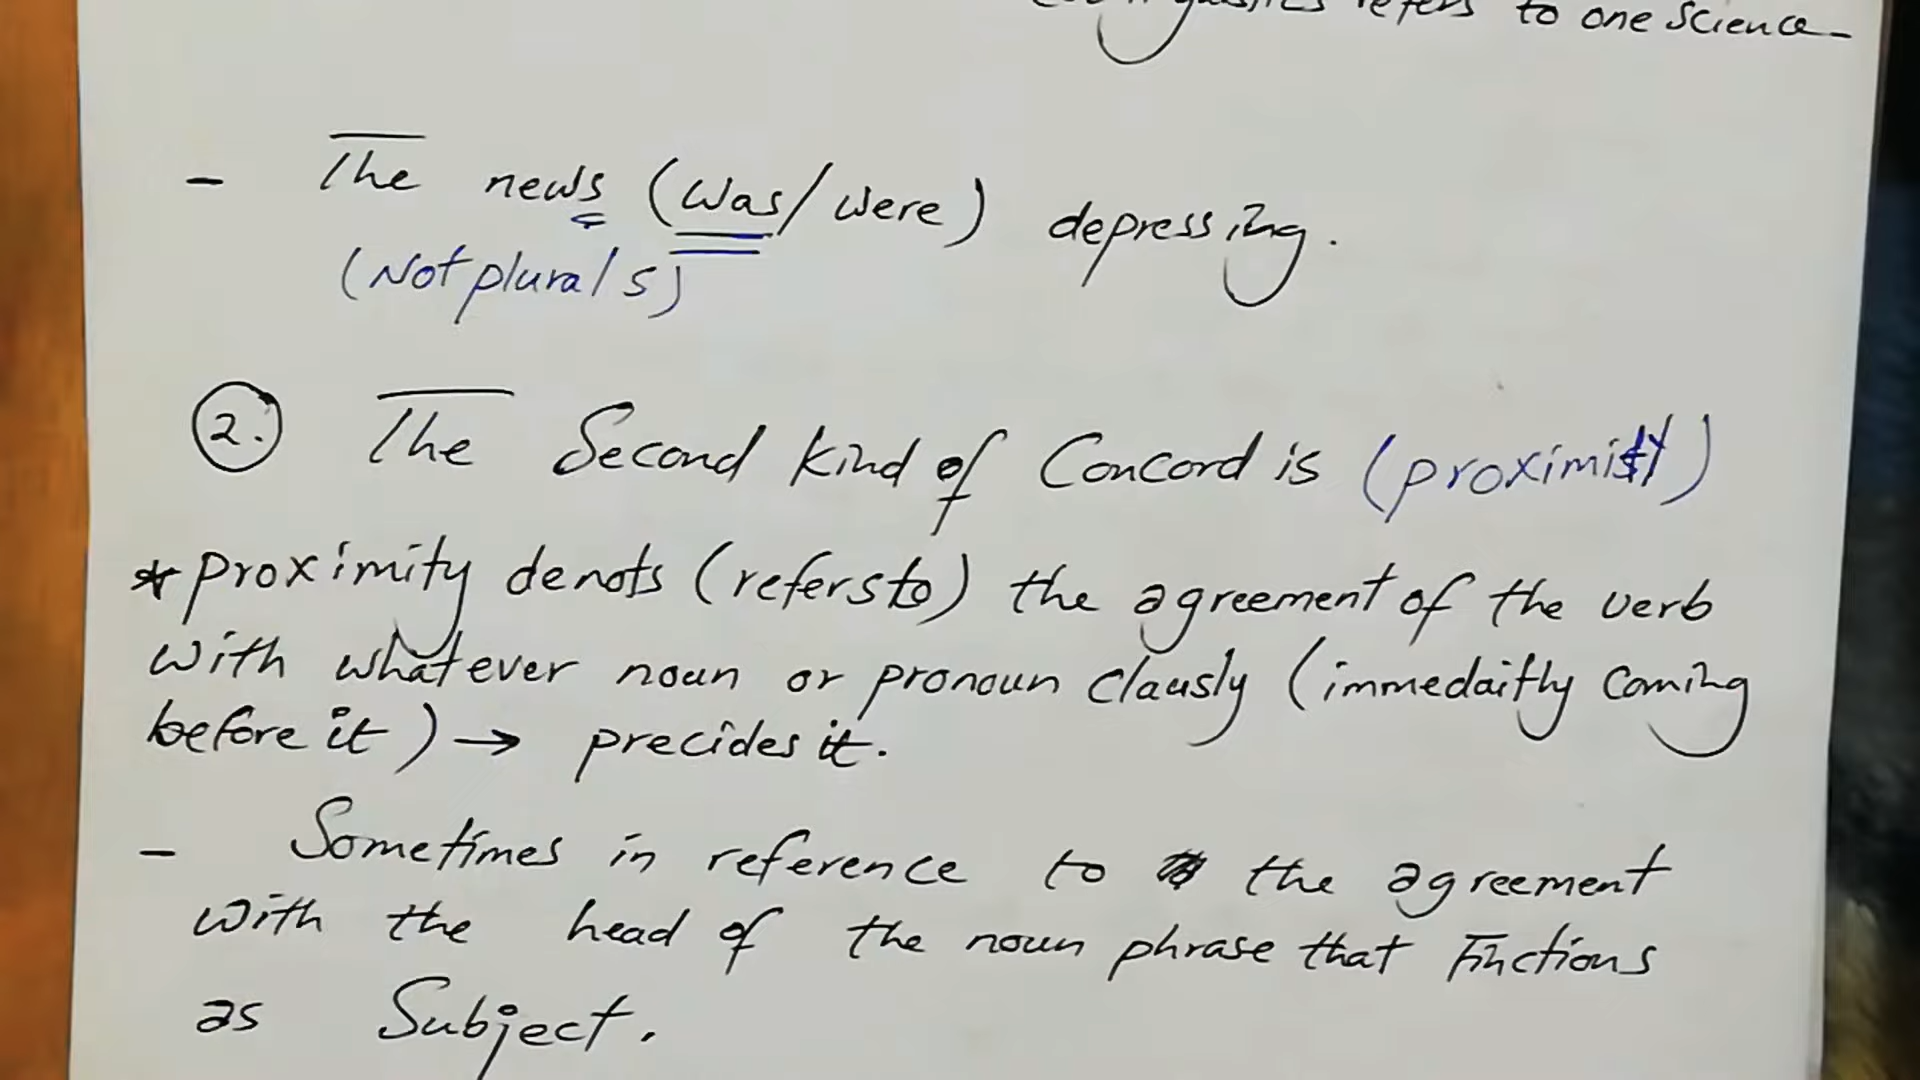 refers to one Science -
- The news (was/were) depressing.
(Not plural s)
2. The Second kind of Concord is (proximity)
* proximity denots (refers to) the agreement of the verb
with whatever noun or pronoun clausly (immedaitly coming
before it) → precides it.
- Sometimes in reference to the agreement
with the head of the noun phrase that Finctions
as Subject.